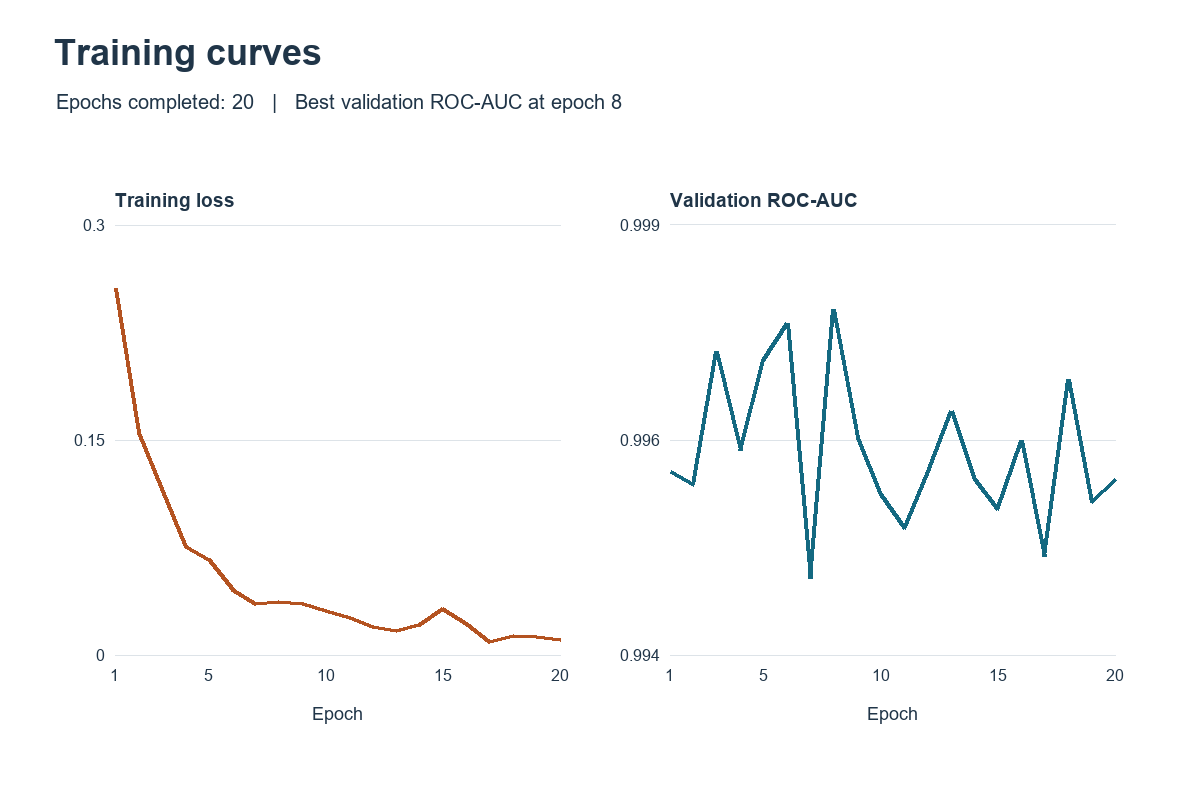 Training curves
Epochs completed: 20 | Best validation ROC-AUC at epoch 8
Training loss
0.3
0.15
0
1 5 10 15 20
Epoch
Validation ROC-AUC
0.999
0.996
0.994
1 5 10 15 20
Epoch